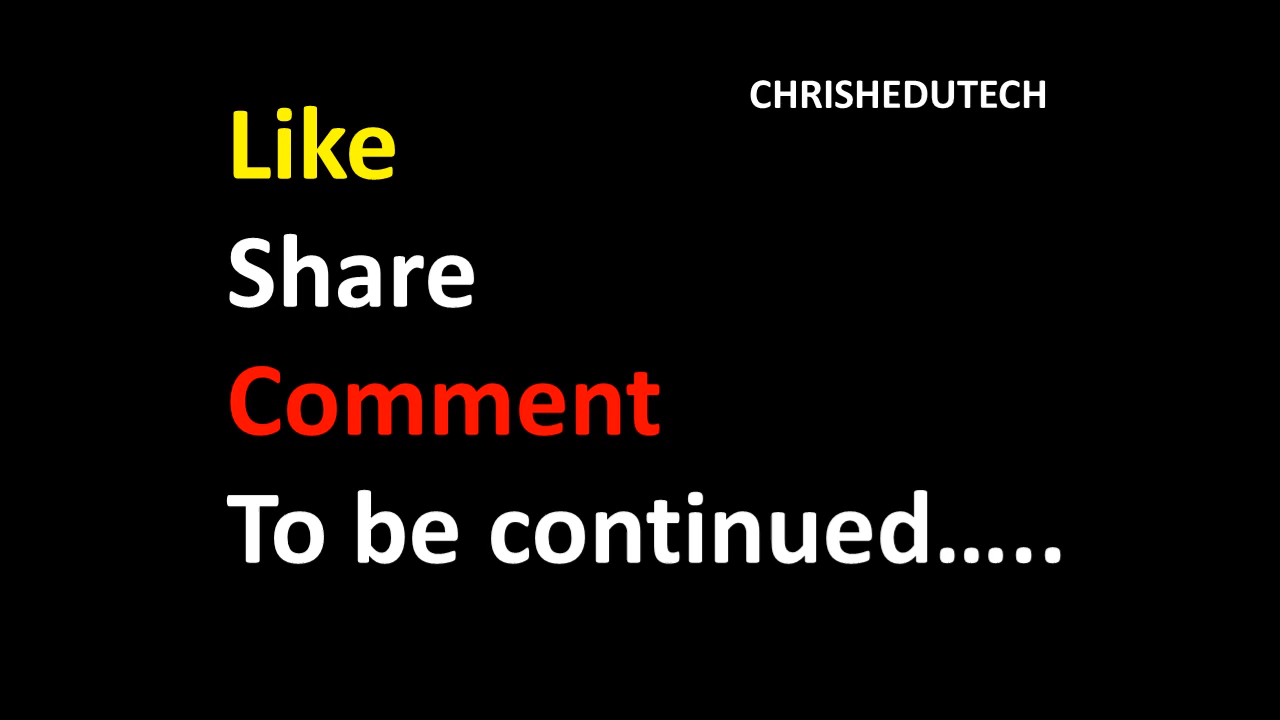 CHRISHEDUTECH
Like
Share
Comment
To be continued.....